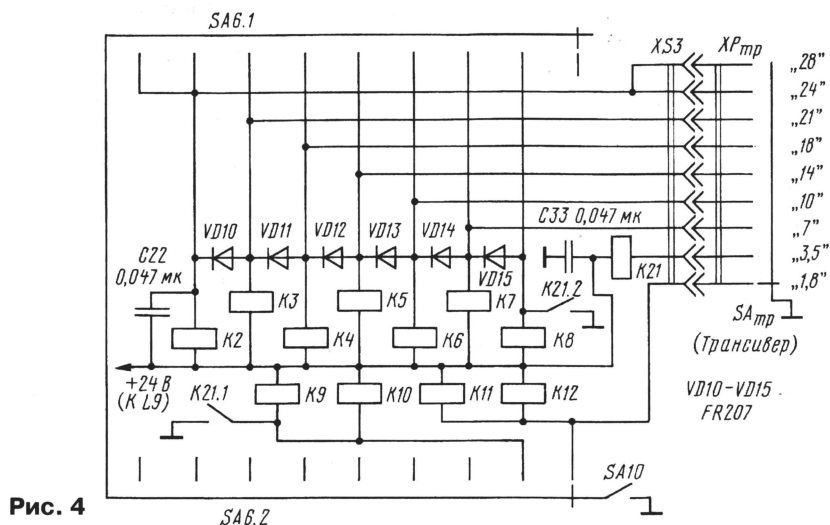 SA6.1
XS3 XPтр
„28”
„24”
„21”
„18”
„14”
„10”
„7”
„3,5”
„1,8”
C33 0,047 мк
VD10 VD11 VD12 VD13 VD14
VD15
C22
0,047 мк
K21
K3 K5 K7 K21.2
K2 K4 K6 K8
SAтр
(Трансивер)
+24 В
(К L9)
K21.1
K9 K10 K11 K12
VD10-VD15
FR207
SA10
Рис. 4
SA6.2